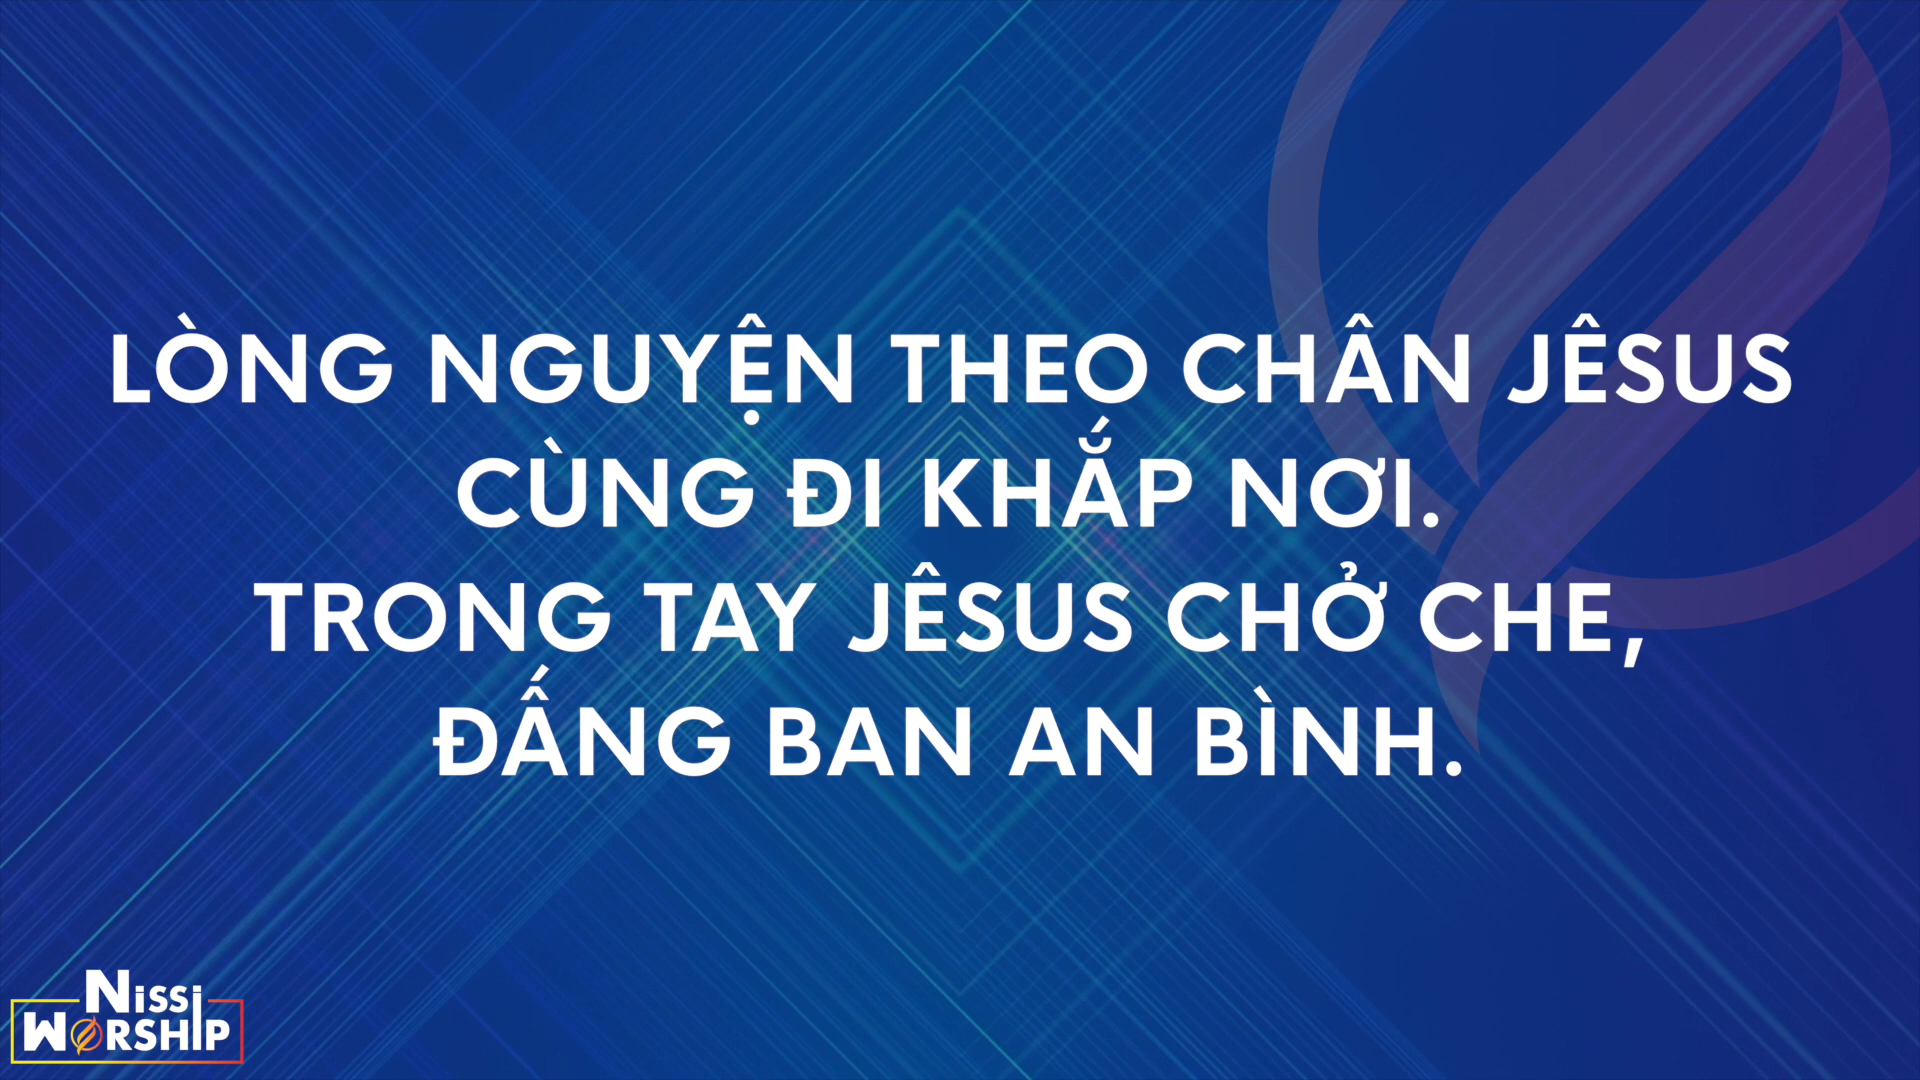 LÒNG NGUYỆN THEO CHÂN JÊSUS
CÙNG ĐI KHẮP NƠI.
TRONG TAY JÊSUS CHỞ CHE,
ĐẤNG BAN AN BÌNH.
Nissi
WORSHIP